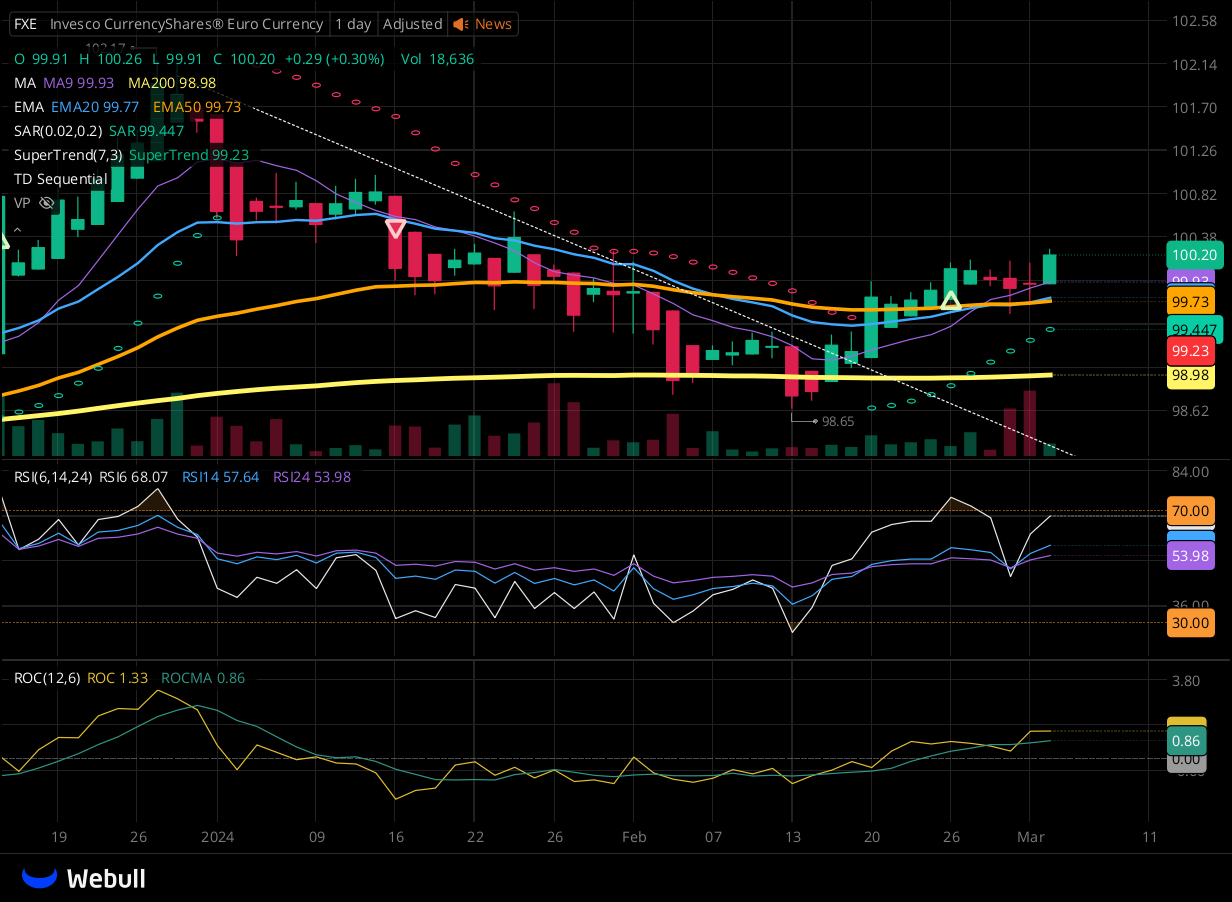 FXE Invesco CurrencyShares® Euro Currency 1 day Adjusted News
O 99.91 H 100.26 L 99.91 C 100.20 +0.29 (+0.30%) Vol 18,636
MA MA9 99.93 MA200 98.98
EMA EMA20 99.77 EMA50 99.73
SAR(0.02,0.2) SAR 99.447
SuperTrend(7,3) SuperTrend 99.23
TD Sequential
VP
98.65
102.58
102.14
101.70
101.26
100.82
100.38
100.20
99.73
99.447
99.23
98.98
98.62
RSI(6,14,24) RSI6 68.07 RSI14 57.64 RSI24 53.98
84.00
70.00
53.98
36.00
30.00
ROC(12,6) ROC 1.33 ROCMA 0.86
3.80
0.86
0.00
19 26 2024 09 16 22 26 Feb 07 13 20 26 Mar 11
Webull